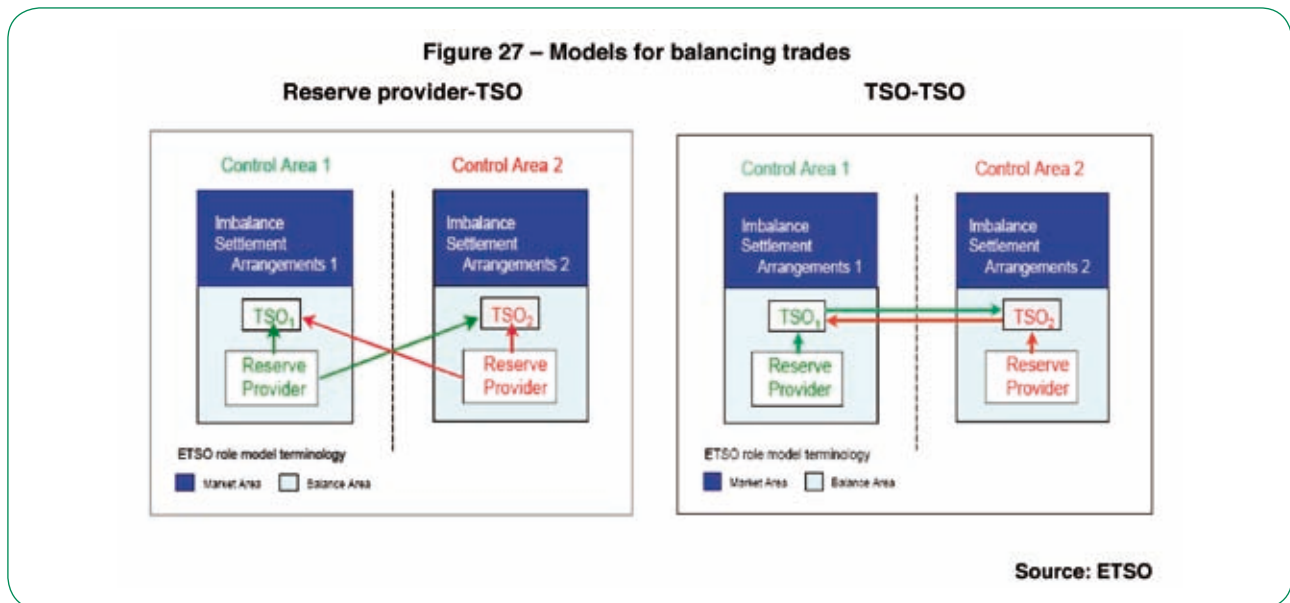 Figure 27 – Models for balancing trades
Reserve provider-TSO
Control Area 1
Control Area 2
Imbalance
Settlement
Arrangements 1
Imbalance
Settlement
Arrangements 2
TSO1
TSO2
Reserve
Provider
Reserve
Provider
ETSO role model terminology
Market Area
Balance Area
TSO-TSO
Control Area 1
Control Area 2
Imbalance
Settlement
Arrangements 1
Imbalance
Settlement
Arrangements 2
TSO1
TSO2
Reserve
Provider
Reserve
Provider
ETSO role model terminology
Market Area
Balance Area
Source: ETSO